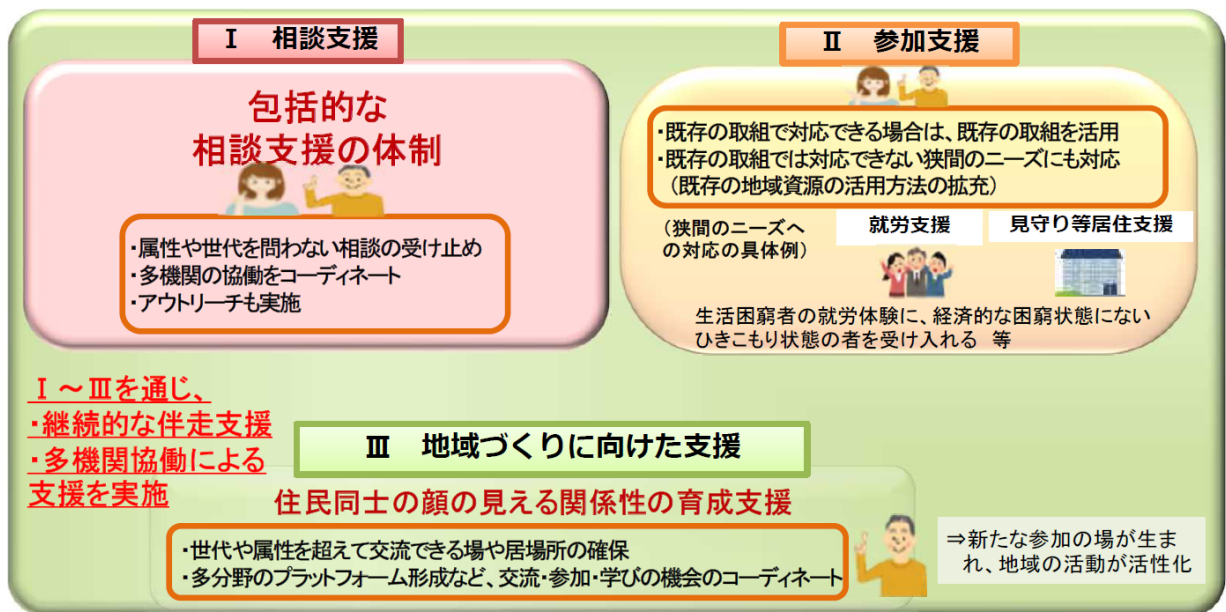 Ⅰ 相談支援
包括的な
相談支援の体制
・属性や世代を問わない相談の受け止め
・多機関の協働をコーディネート
・アウトリーチも実施
Ⅱ 参加支援
・既存の取組で対応できる場合は、既存の取組を活用
・既存の取組では対応できない狭間のニーズにも対応
（既存の地域資源の活用方法の拡充）
（狭間のニーズへ
の対応の具体例）
就労支援
見守り等居住支援
生活困窮者の就労体験に、経済的な困窮状態にない
ひきこもり状態の者を受け入れる 等
Ⅰ～Ⅲを通じ、
・継続的な伴走支援
・多機関協働による
支援を実施
Ⅲ 地域づくりに向けた支援
住民同士の顔の見える関係性の育成支援
・世代や属性を超えて交流できる場や居場所の確保
・多分野のプラットフォーム形成など、交流・参加・学びの機会のコーディネート
⇒新たな参加の場が生ま
れ、地域の活動が活性化